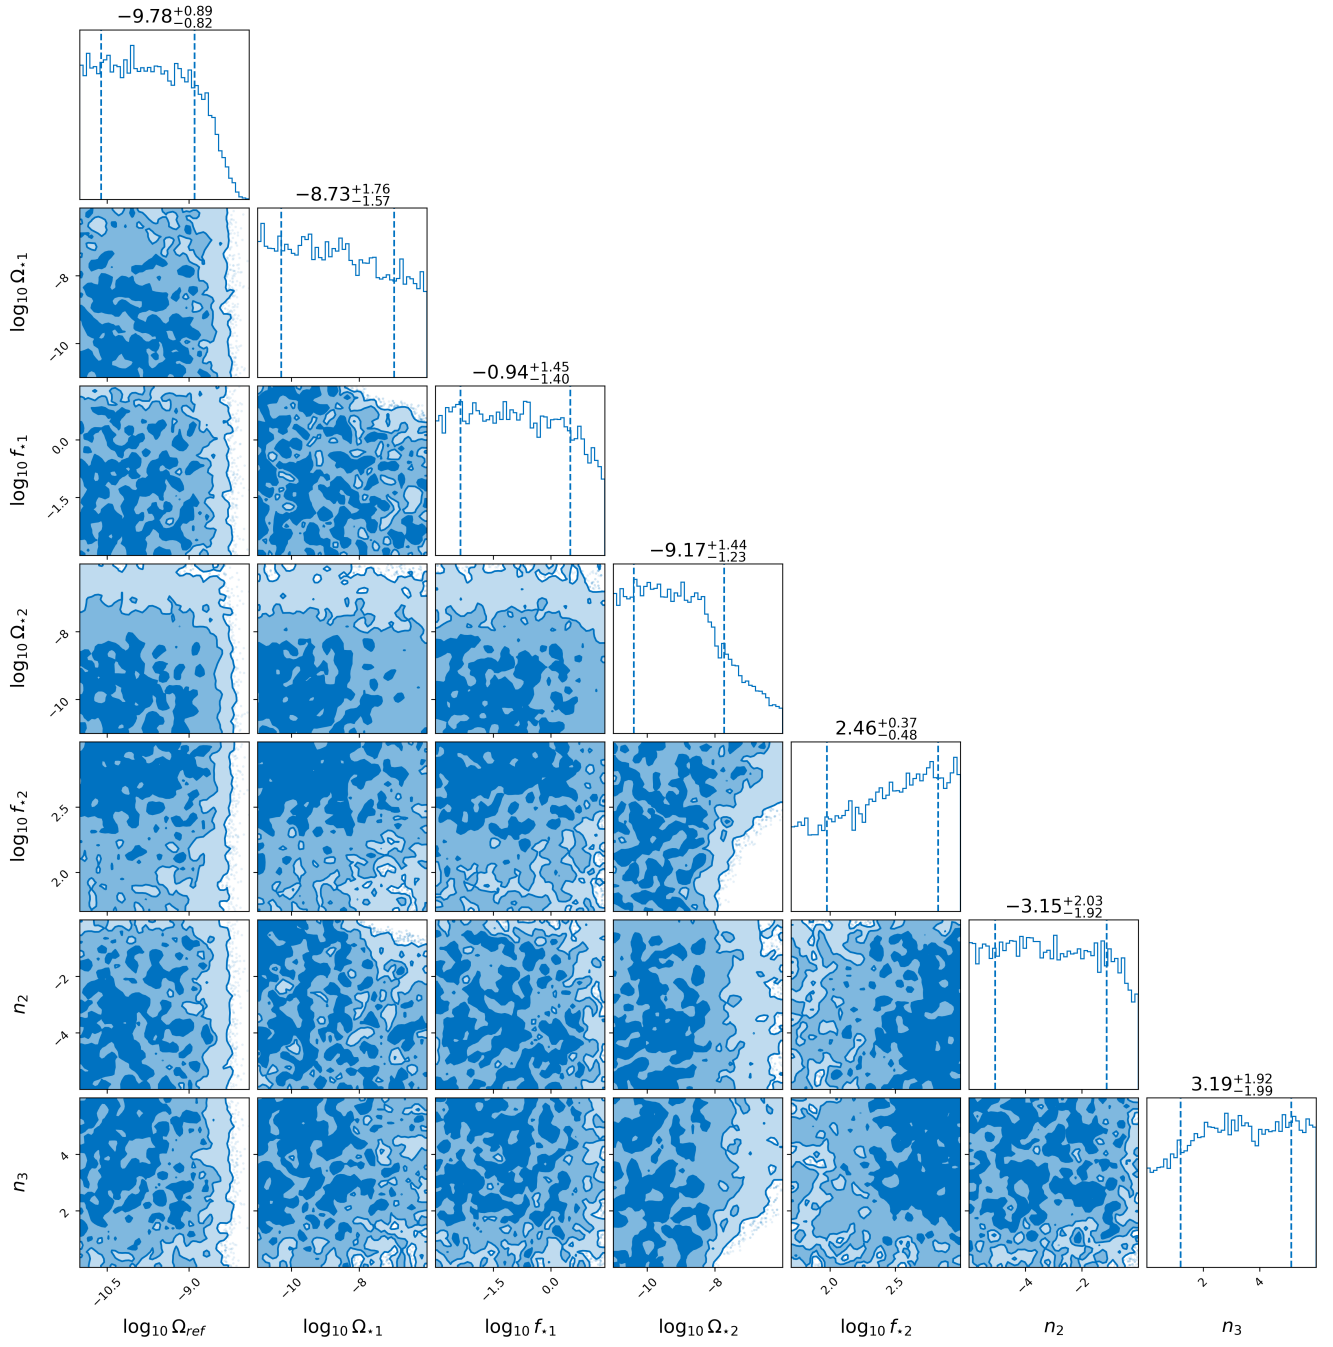 −9.78+0.89−0.82
−8.73+1.76−1.57
log10 Ω⋆1
−8
−10
−0.94+1.45−1.40
log10 f⋆1
0.0
−1.5
−9.17+1.44−1.23
log10 Ω⋆2
−8
−10
2.46+0.37−0.48
log10 f⋆2
2.5
2.0
−3.15+2.03−1.92
n2
−2
−4
3.19+1.92−1.99
n3
4
2
−10.5 −9.0 −10 −8 −1.5 0.0 −10 −8 2.0 2.5 −4 −2 2 4
log10 Ωref log10 Ω⋆1 log10 f⋆1 log10 Ω⋆2 log10 f⋆2 n2 n3